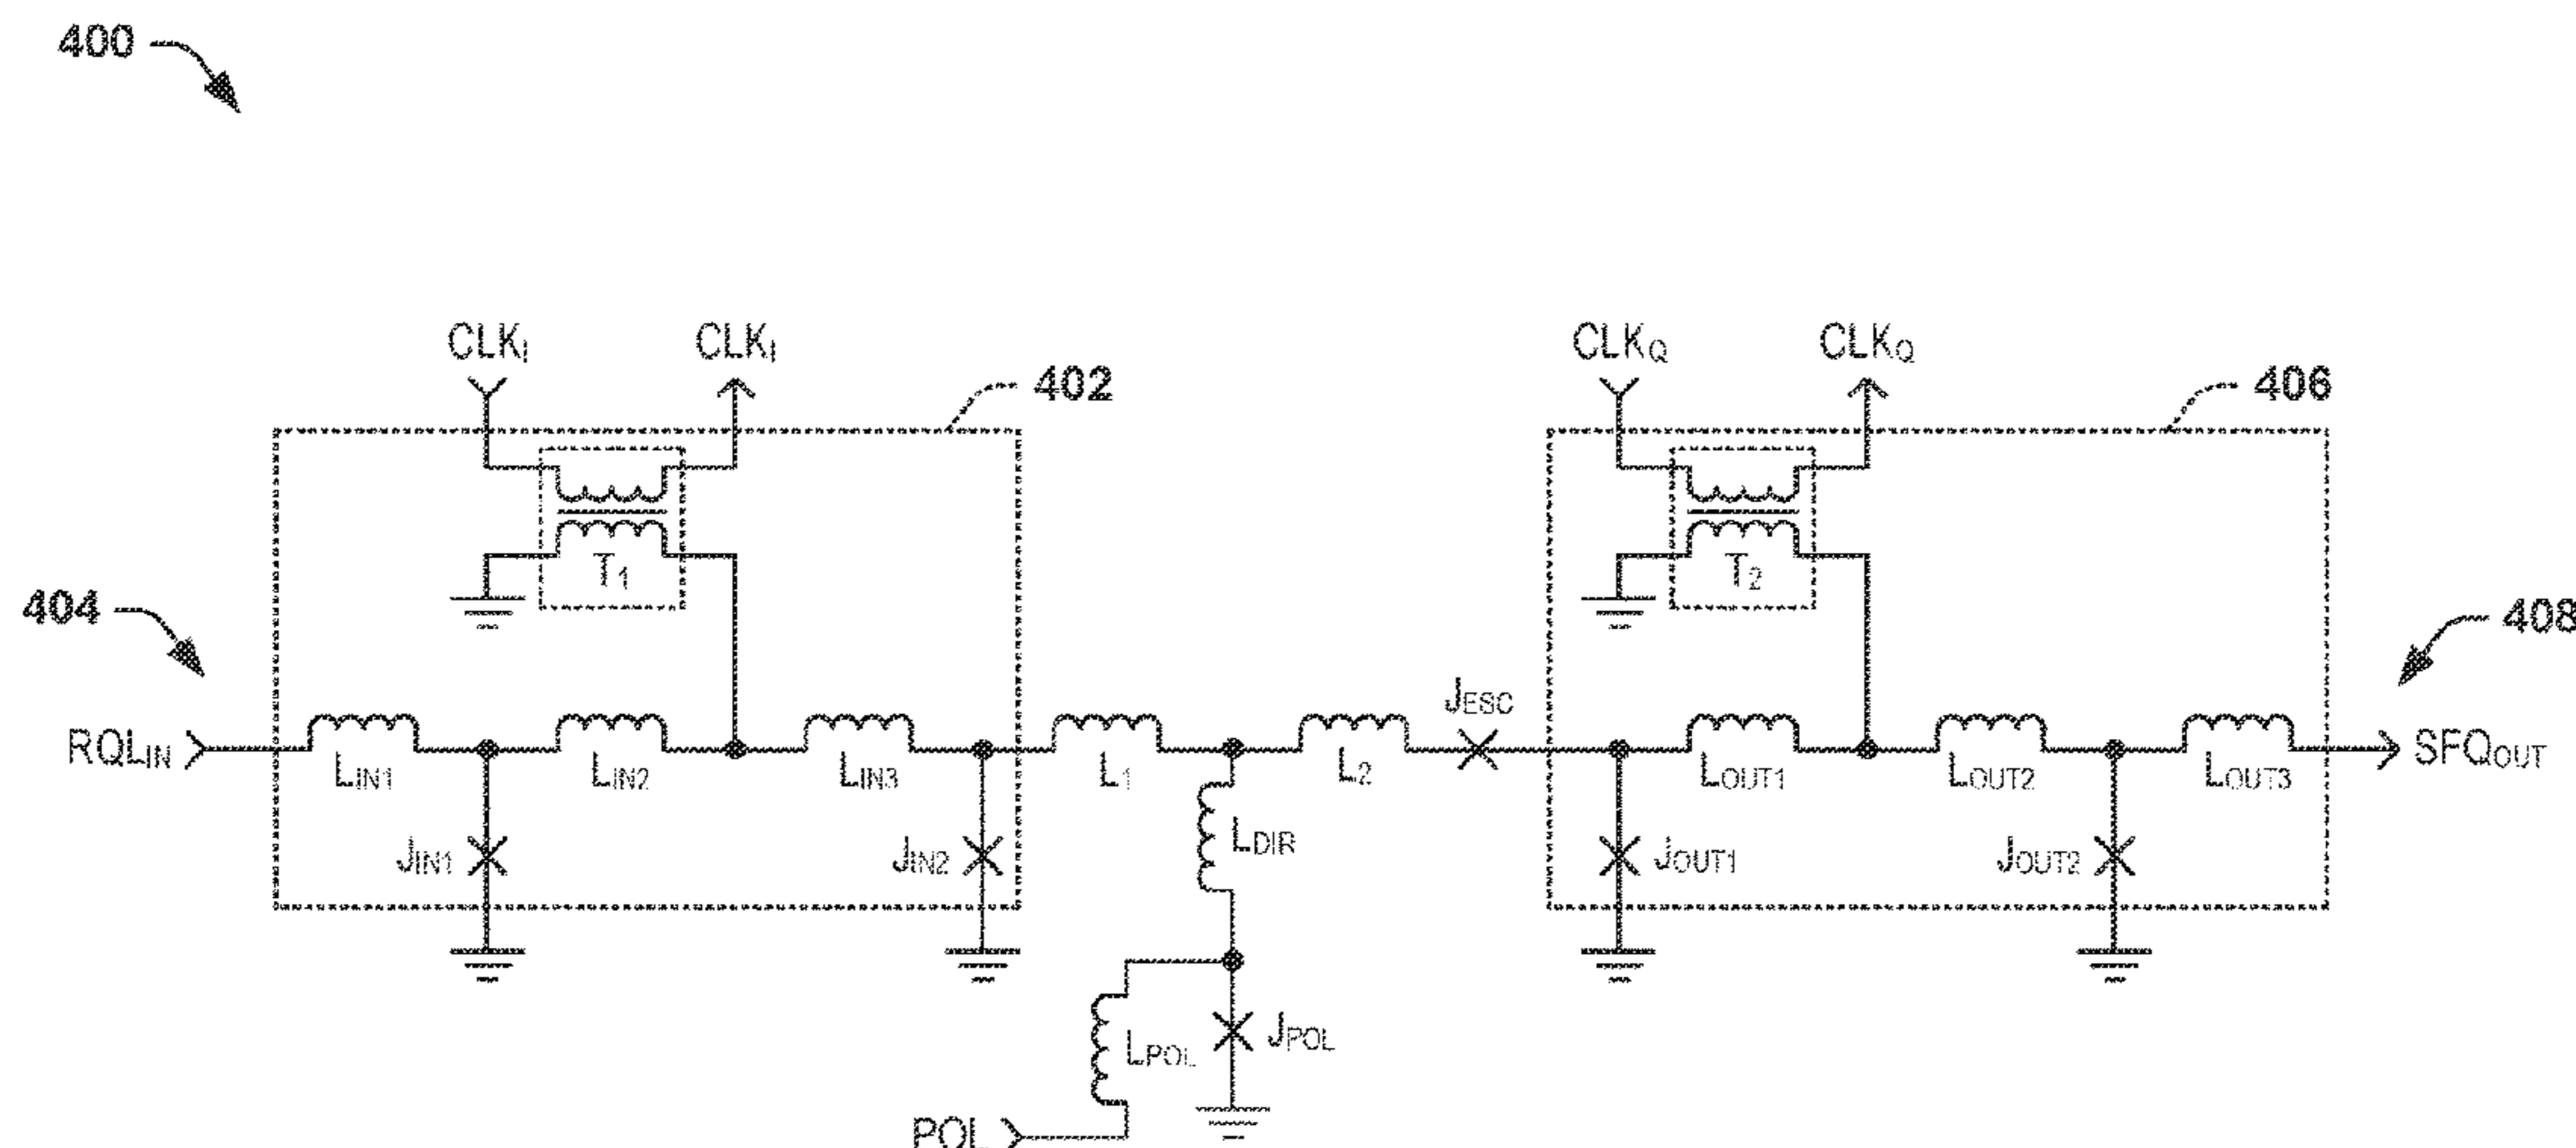 400
CLKI CLKI CLKQ CLKQ
402 406
T1 T2
404 408
JESC
RQLIN LIN1 LIN2 LIN3 L1 L2 LOUT1 LOUT2 LOUT3 SFQOUT
LDIR
JIN1 JIN2 JOUT1 JOUT2
LPOL JPOL
POL